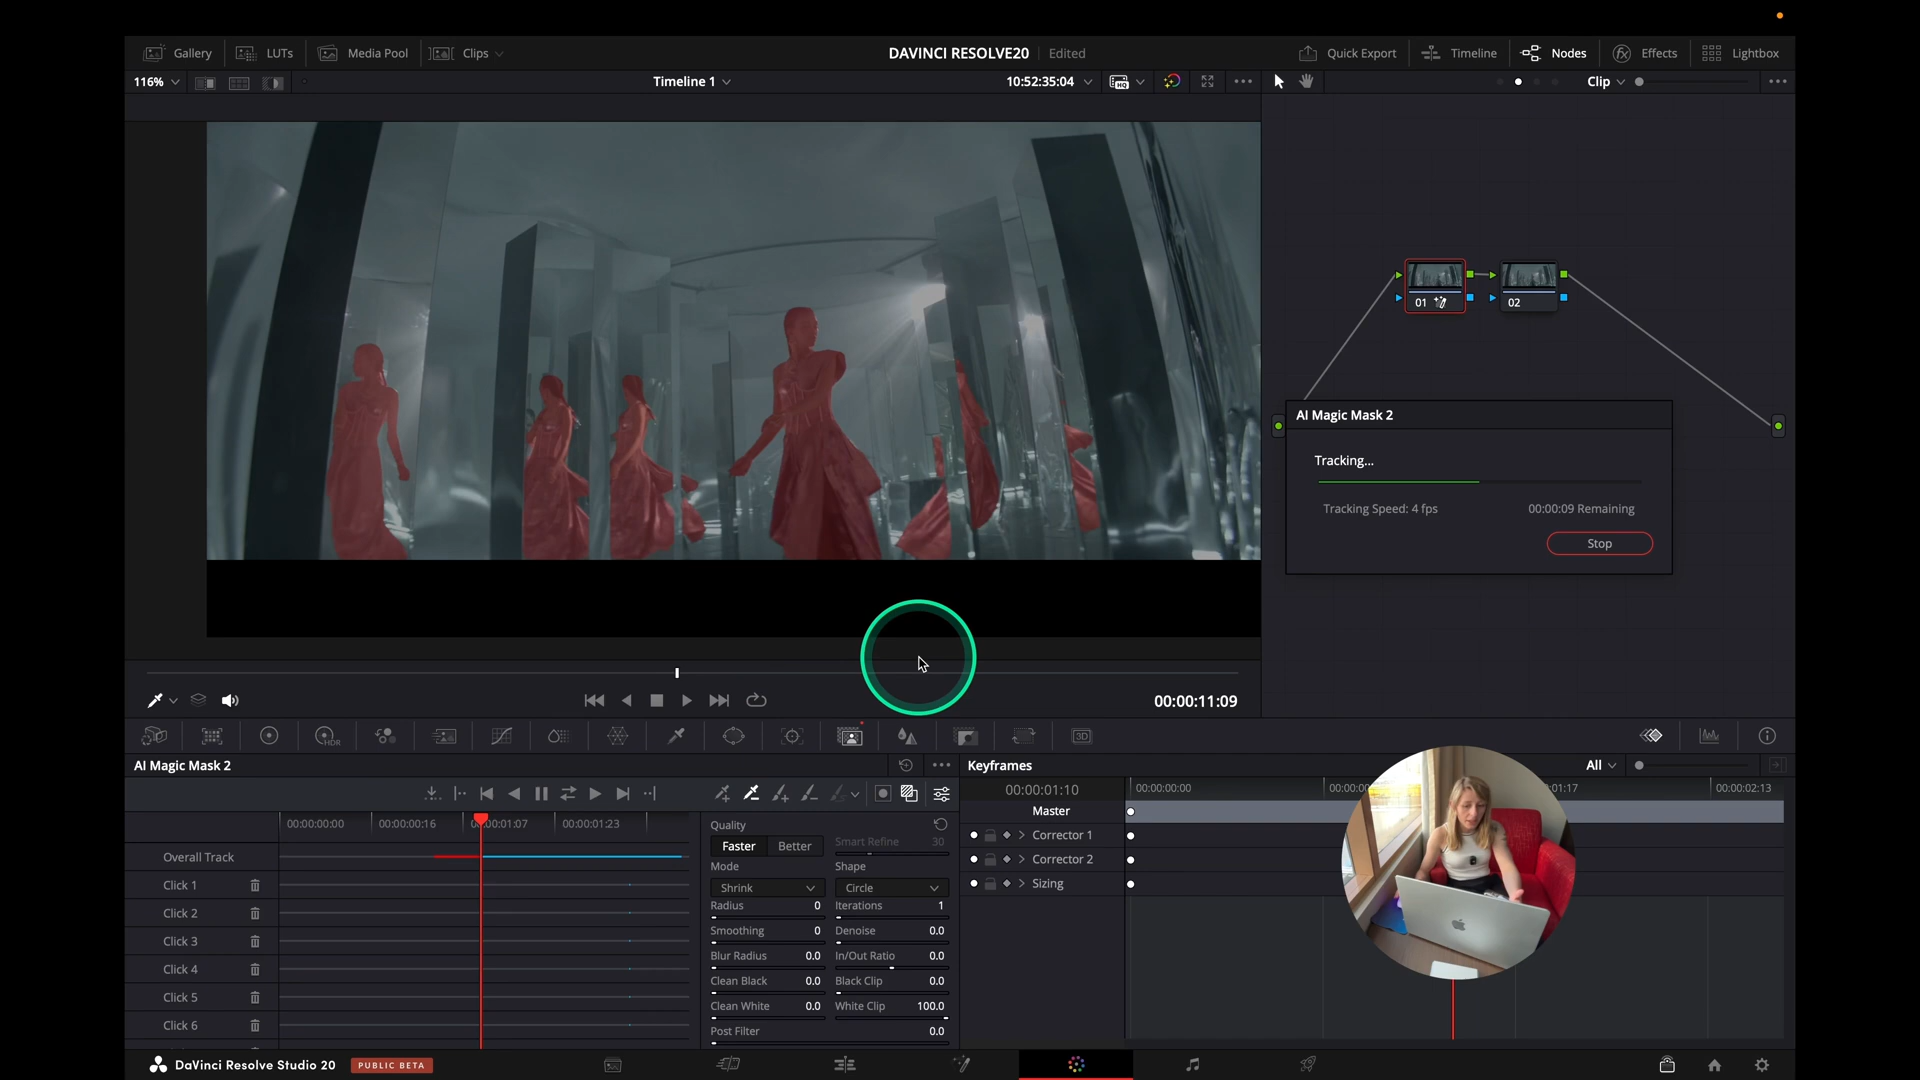 Gallery LUTs Media Pool Clips DAVINCI RESOLVE20 Edited Quick Export Timeline Nodes Effects Lightbox
116% Timeline 1 10:52:35:04 HQ Clip
01 02
AI Magic Mask 2
Tracking...
Tracking Speed: 4 fps 00:00:09 Remaining
Stop
00:00:11:09
HDR 3D
AI Magic Mask 2 Keyframes All
00:00:01:10 00:00:00:00 01:17 00:00:02:13
Master
00:00:00:00 00:00:00:16 00:00:01:07 00:00:01:23
Quality
Faster Better Smart Refine 30
Overall Track
Mode Shape
Click 1
Shrink Circle
Radius 0 Iterations 1
Click 2
Smoothing 0 Denoise 0.0
Click 3
Blur Radius 0.0 In/Out Ratio 0.0
Click 4
Clean Black 0.0 Black Clip 0.0
Click 5
Clean White 0.0 White Clip 100.0
Click 6
Post Filter 0.0
Corrector 1
Corrector 2
Sizing
DaVinci Resolve Studio 20 PUBLIC BETA